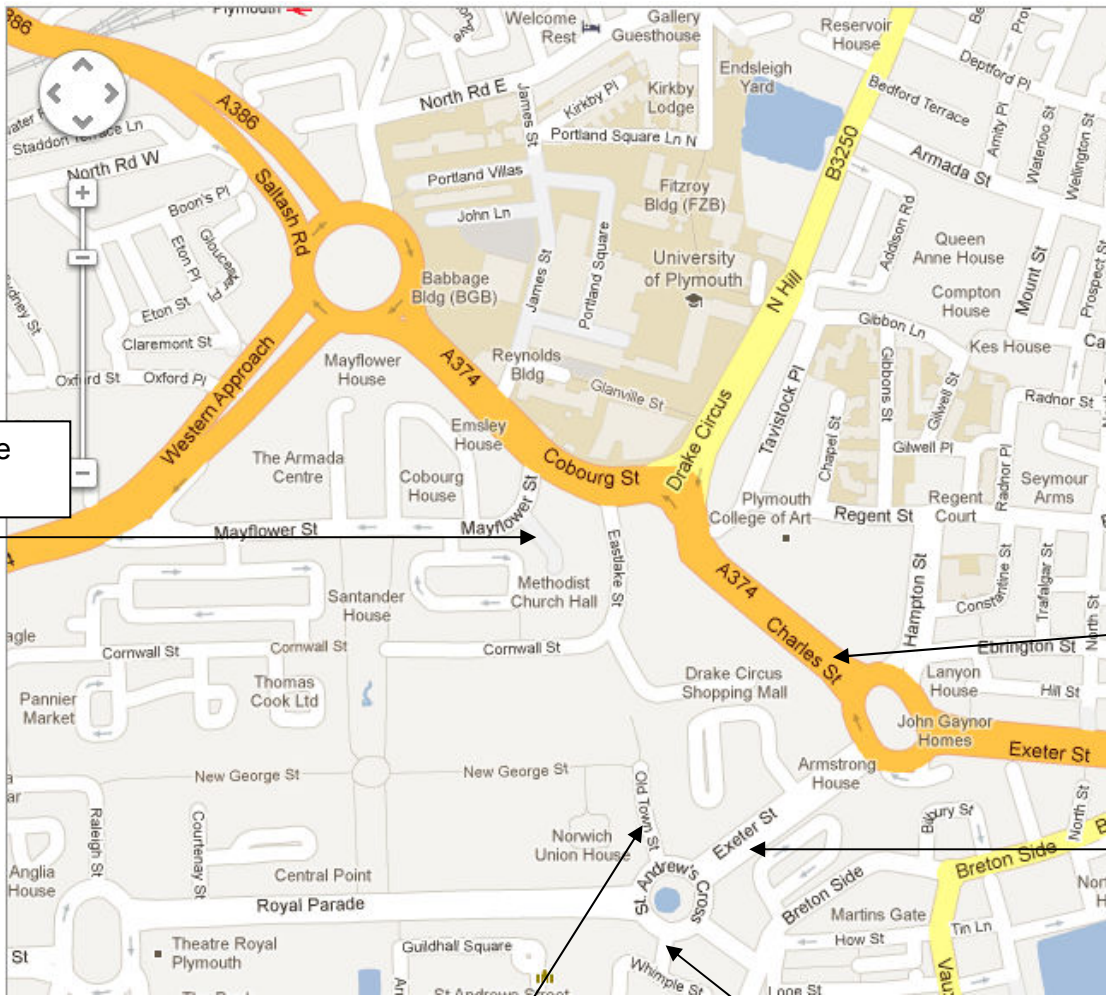 Plymouth
386
A386
Welcome
Rest
Gallery
Guesthouse
Reservoir
House
Deptford Pl
Endsleigh
Yard
Bedford Terrace
North Rd E
James St
Kirkby Pl
Kirkby
Lodge
Amity Pl
Waterloo St
Wellington St
Staddon Terrace Ln
Portland Square Ln N
B3250
North Rd W
Armada St
Portland Villas
Saltash Rd
Boon's Pl
Fitzroy
Bldg (FZB)
John Ln
Addison Rd
Eton Pl
Queen
Anne House
Mount St
Prospect St
University
of Plymouth
James St
Portland Square
Babbage
Bldg (BGB)
N Hill
Compton
House
Eton St
Gibbon Ln
Claremont St
Kes House
Ca
Western Approach
Mayflower
House
A374
Reynolds
Bldg
Gibbons St
Gilwell St
Oxford St
Oxford Pl
Glanville St
Drake Circus
Tavistock Pl
Radnor St
Emsley
House
Chapel St
Gilwell Pl
Radnor Pl
e
The Armada
Centre
Cobourg
House
Cobourg St
Seymour
Arms
Plymouth
College of Art
Regent
Court
Mayflower St
Mayflower St
Regent St
Eastlake St
A374
Hampton St
Constantine St
Trafalgar St
North St
Methodist
Church Hall
Santander
House
Charles St
Cornwall St
Cornwall St
Cornwall St
Ebrington St
Pannier
Market
Thomas
Cook Ltd
Drake Circus
Shopping Mall
Lanyon
House
Hill St
John Gaynor
Homes
Exeter St
Armstrong
House
New George St
New George St
Old Town St
Raleigh St
Courtenay St
Norwich
Union House
Exeter St
North St
Anglia
House
Central Point
St. Andrew's Cross
Breton Side
Breton Side
Royal Parade
Martins Gate
Tin Ln
How St
St
Theatre Royal
Plymouth
Guildhall Square
Whimple St
St Andrews Street